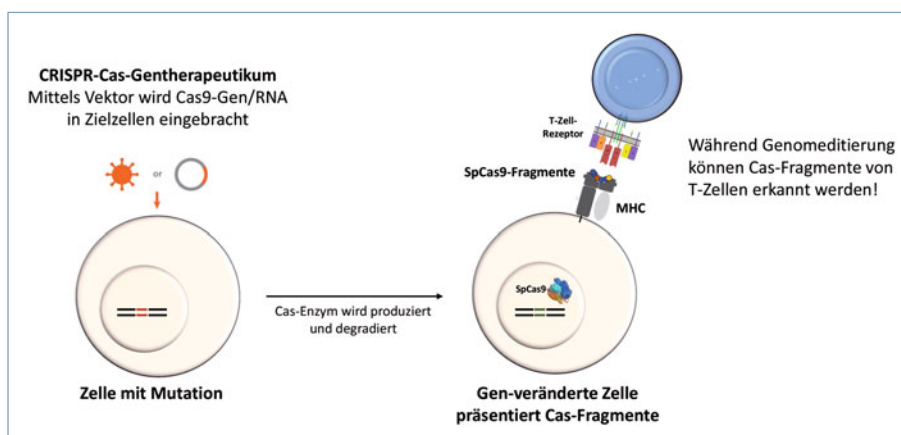 CRISPR-Cas-Gentherapeutikum
Mittels Vektor wird Cas9-Gen/RNA
in Zielzellen eingebracht
or
Zelle mit Mutation
Cas-Enzym wird produziert
und degradiert
T-Zell-
Rezeptor
SpCas9-Fragmente
MHC
SpCas9
Gen-veränderte Zelle
präsentiert Cas-Fragmente
Während Genomeditierung
können Cas-Fragmente von
T-Zellen erkannt werden!